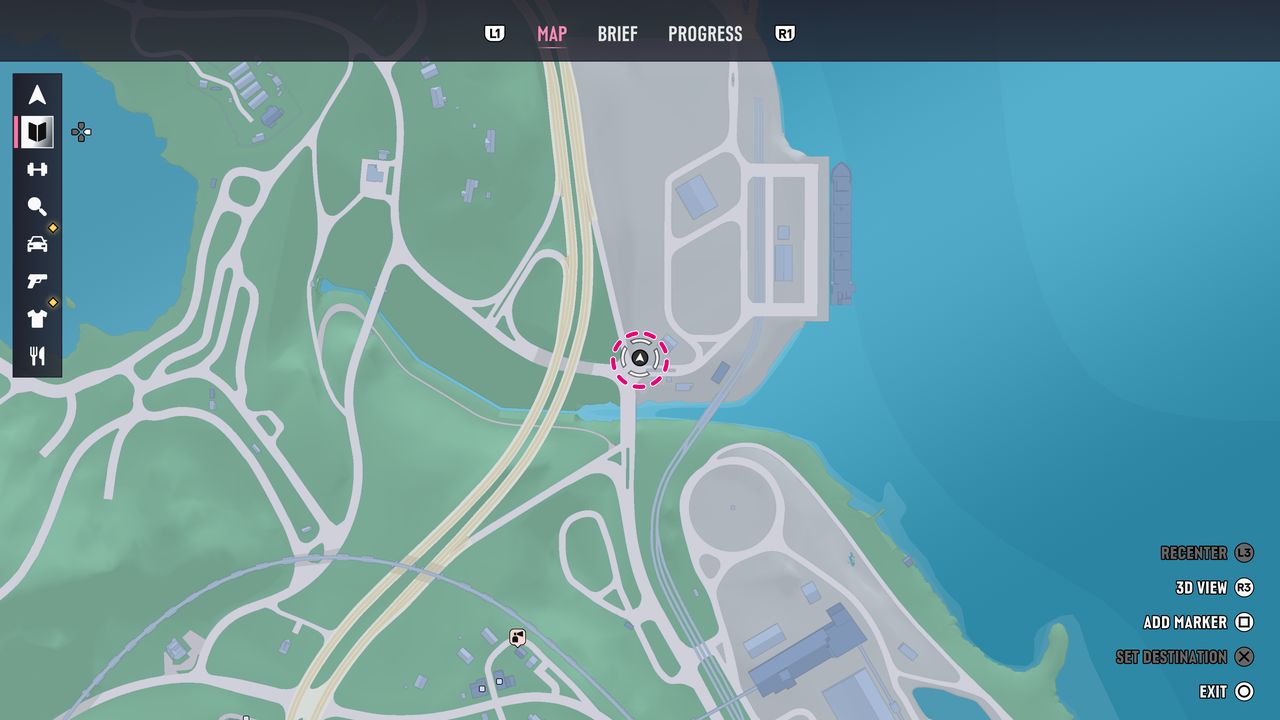 L1 MAP BRIEF PROGRESS R1
RECENTER L3
3D VIEW R3
ADD MARKER
SET DESTINATION
EXIT